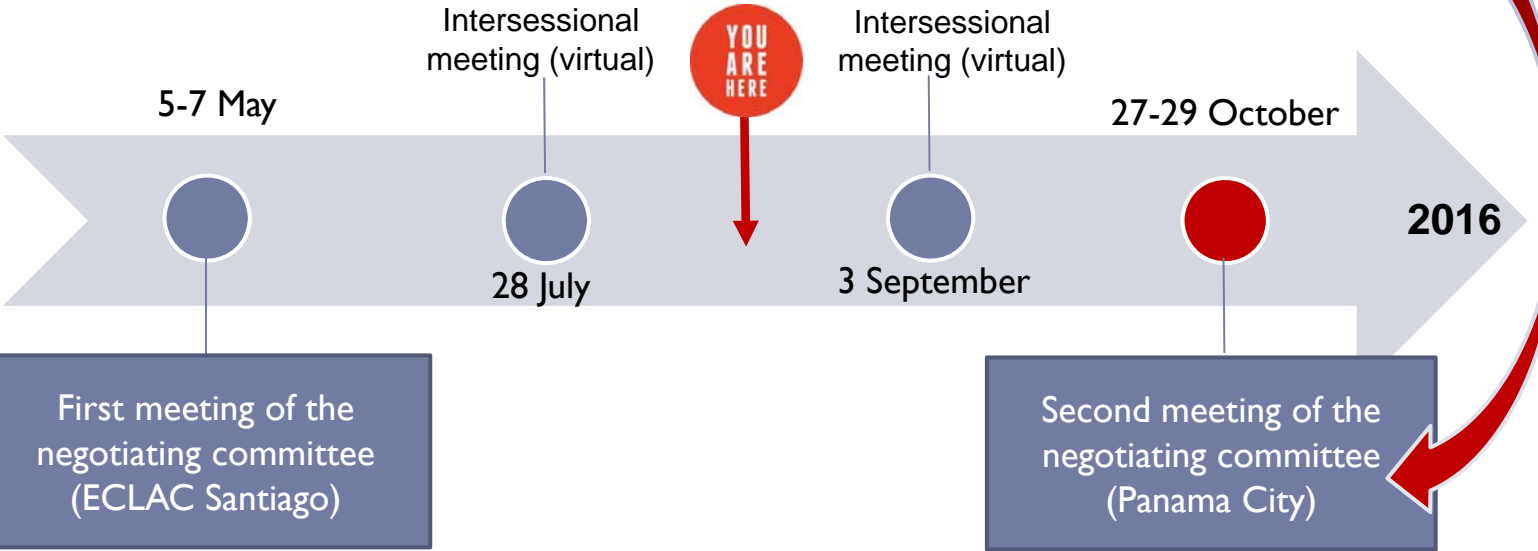 Intersessional
meeting (virtual)
YOU
ARE
HERE
Intersessional
meeting (virtual)
5-7 May
27-29 October
2016
28 July
3 September
First meeting of the
negotiating committee
(ECLAC Santiago)
Second meeting of the
negotiating committee
(Panama City)